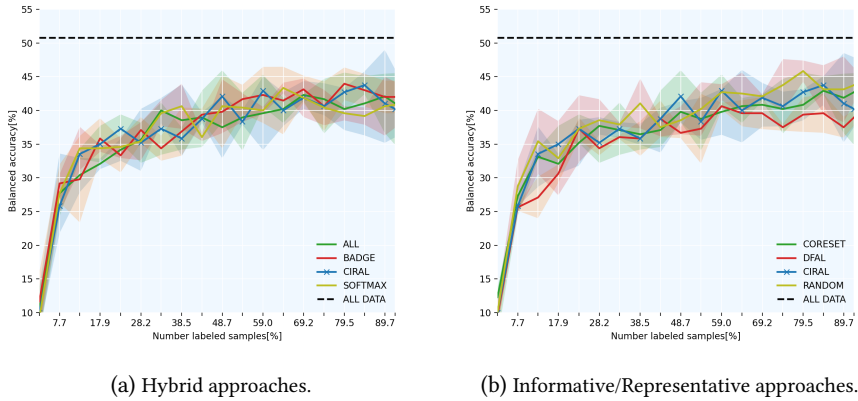 55
50
45
40
35
30
25
20
15
10
Balanced accuracy[%]
7.7 17.9 28.2 38.5 48.7 59.0 69.2 79.5 89.7
Number labeled samples[%]
ALL
BADGE
CIRAL
SOFTMAX
ALL DATA
(a) Hybrid approaches.
55
50
45
40
35
30
25
20
15
10
Balanced accuracy[%]
7.7 17.9 28.2 38.5 48.7 59.0 69.2 79.5 89.7
Number labeled samples[%]
CORESET
DFAL
CIRAL
RANDOM
ALL DATA
(b) Informative/Representative approaches.